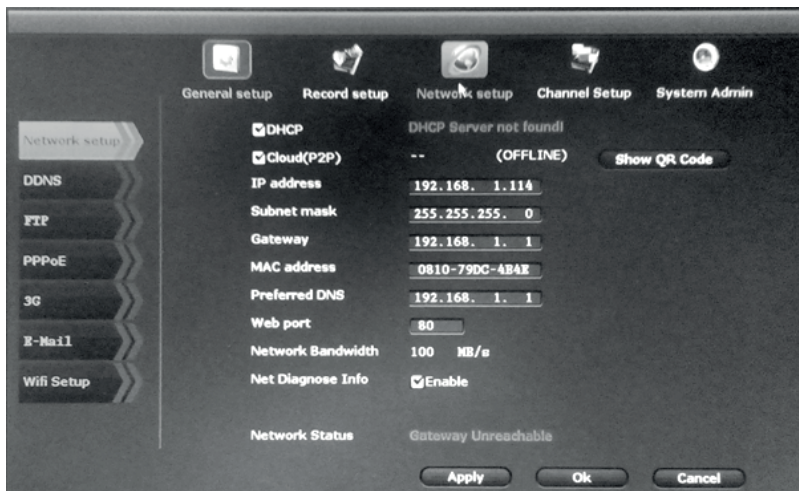 General setup Record setup Network setup Channel Setup System Admin
Network setup
DDNS
FTP
PPPoE
3G
E-Mail
Wifi Setup
DHCP DHCP Server not found!
Cloud(P2P) -- (OFFLINE) Show QR Code
IP address 192.168. 1.114
Subnet mask 255.255.255. 0
Gateway 192.168. 1. 1
MAC address 0810-79DC-4B4E
Preferred DNS 192.168. 1. 1
Web port 80
Network Bandwidth 100 MB/s
Net Diagnose Info Enable
Network Status Gateway Unreachable
Apply Ok Cancel